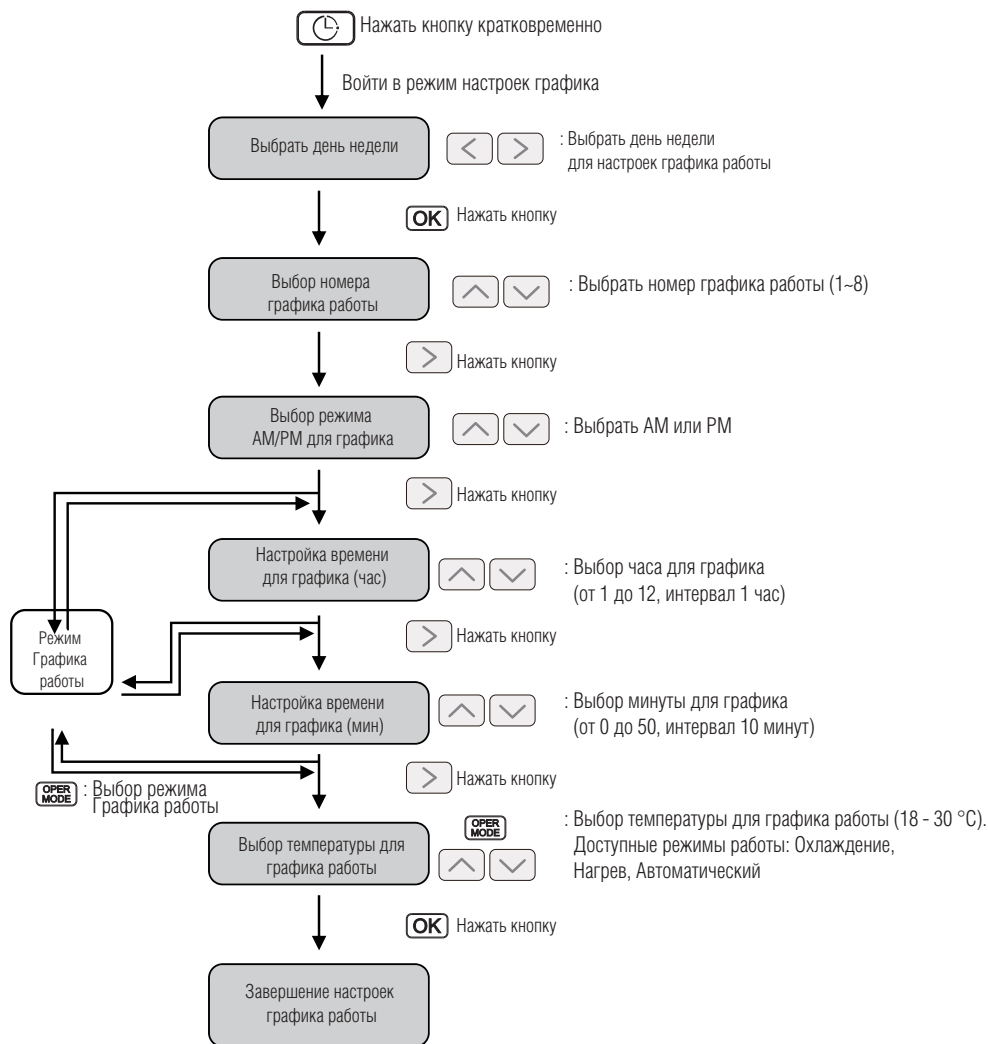 Нажать кнопку кратковременно
Войти в режим настроек графика
Выбрать день недели
: Выбрать день недели
для настроек графика работы
OK Нажать кнопку
Выбор номера
графика работы
: Выбрать номер графика работы (1~8)
Нажать кнопку
Выбор режима
AM/PM для графика
: Выбрать AM или PM
Нажать кнопку
Настройка времени
для графика (час)
: Выбор часа для графика
(от 1 до 12, интервал 1 час)
Нажать кнопку
Режим
Графика
работы
Настройка времени
для графика (мин)
: Выбор минуты для графика
(от 0 до 50, интервал 10 минут)
Нажать кнопку
OPER
MODE
: Выбор режима
Графика работы
Выбор температуры для
графика работы
OPER
MODE
: Выбор температуры для графика работы (18 - 30 °C).
Доступные режимы работы: Охлаждение,
Нагрев, Автоматический
OK Нажать кнопку
Завершение настроек
графика работы